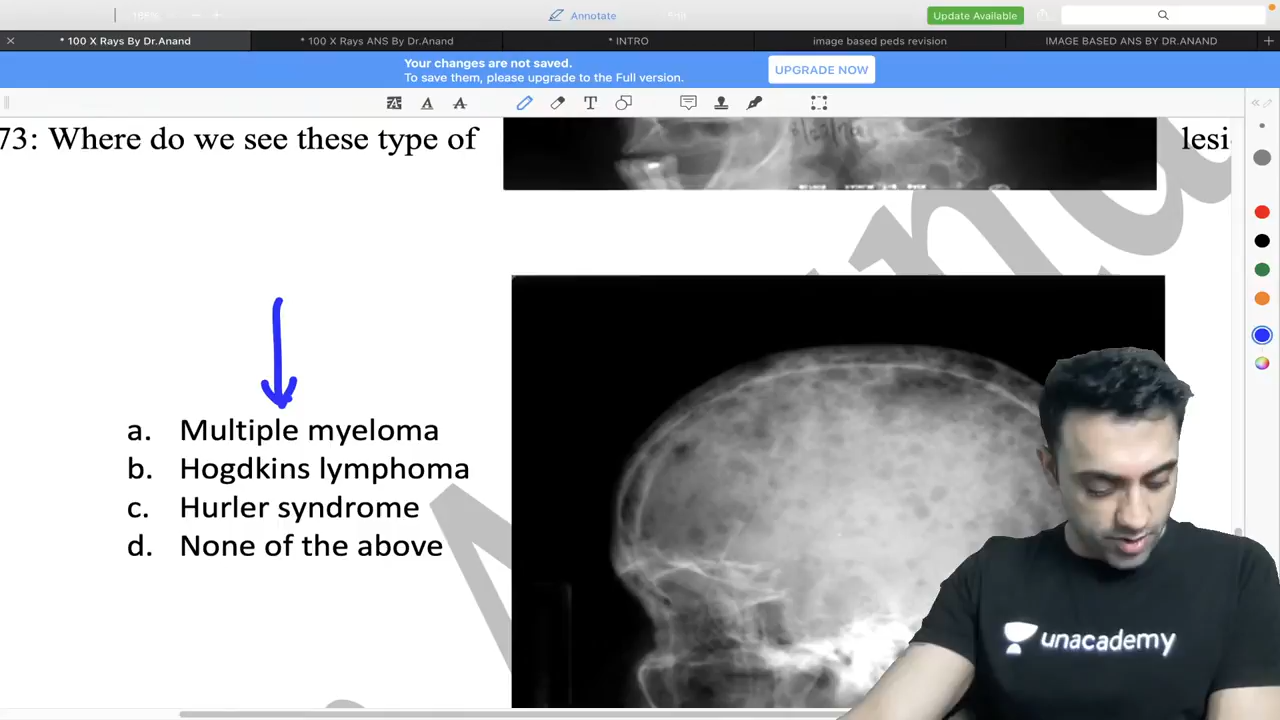 Annotate
Update Available
* 100 X Rays By Dr.Anand
* 100 X Rays ANS By Dr.Anand
* INTRO
image based peds revision
IMAGE BASED ANS BY DR.ANAND
Your changes are not saved.
To save them, please upgrade to the Full version.
UPGRADE NOW
73: Where do we see these type of lesi
a. Multiple myeloma
b. Hogdkins lymphoma
c. Hurler syndrome
d. None of the above
unacademy